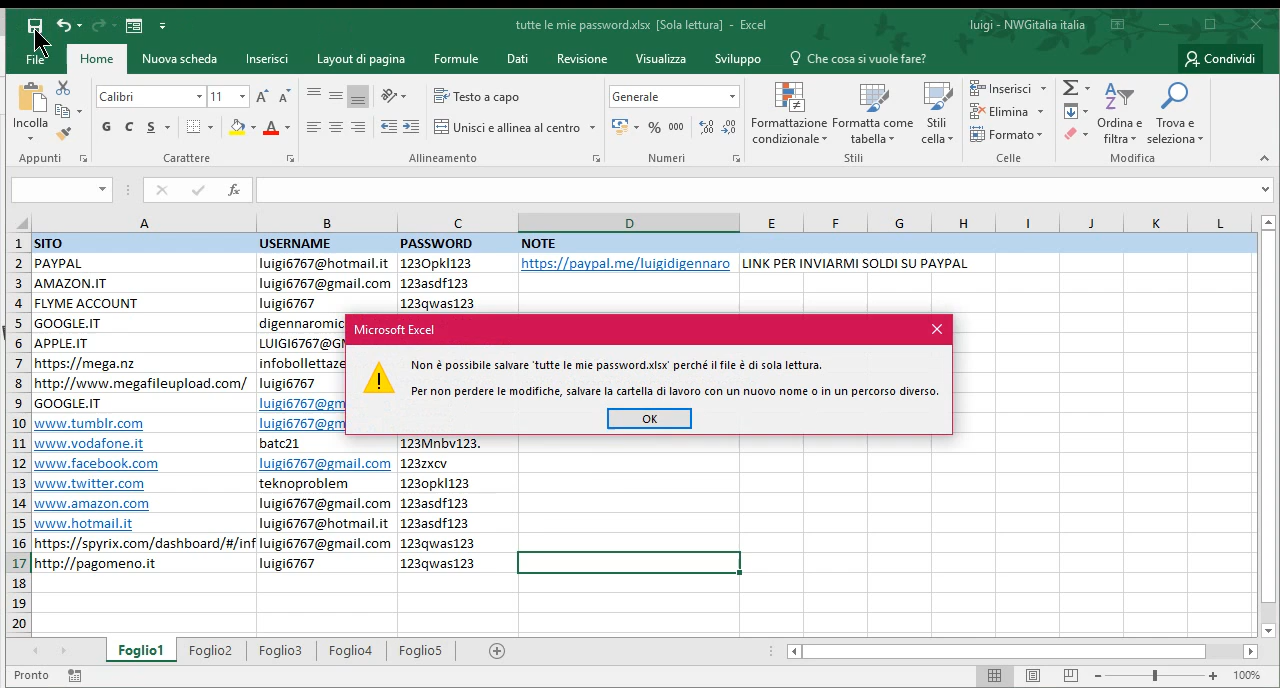 tutte le mie password.xlsx [Sola lettura] - Excel
luigi - NWGitalia italia
File Home Nuova scheda Inserisci Layout di pagina Formule Dati Revisione Visualizza Sviluppo Che cosa si vuole fare? Condividi
Incolla
Calibri 11
G C S
Testo a capo
Unisci e allinea al centro
Generale
% 000
Formattazione condizionale
Formatta come tabella
Stili cella
Inserisci
Elimina
Formato
Ordina e filtra
Trova e seleziona
Appunti Carattere Allineamento Numeri Stili Celle Modifica
fx
A B C D E F G H I J K L
1 SITO USERNAME PASSWORD NOTE
2 PAYPAL luigi6767@hotmail.it 123Opkl123 https://paypal.me/luigidigennaro LINK PER INVIARMI SOLDI SU PAYPAL
3 AMAZON.IT luigi6767@gmail.com 123asdf123
4 FLYME ACCOUNT luigi6767 123qwas123
5 GOOGLE.IT digennaromic
6 APPLE.IT LUIGI6767@GM
7 https://mega.nz infobollettaze
8 http://www.megafileupload.com/ luigi6767
9 GOOGLE.IT luigi6767@gm
10 www.tumblr.com luigi6767@gm
11 www.vodafone.it batc21 123Mnbv123.
12 www.facebook.com luigi6767@gmail.com 123zxcv
13 www.twitter.com teknoproblem 123opkl123
14 www.amazon.com luigi6767@gmail.com 123asdf123
15 www.hotmail.it luigi6767@hotmail.it 123asdf123
16 https://spyrix.com/dashboard/#/inf luigi6767@gmail.com 123qwas123
17 http://pagomeno.it luigi6767 123qwas123
18
19
20
Microsoft Excel
Non è possibile salvare 'tutte le mie password.xlsx' perché il file è di sola lettura.
Per non perdere le modifiche, salvare la cartella di lavoro con un nuovo nome o in un percorso diverso.
OK
Foglio1 Foglio2 Foglio3 Foglio4 Foglio5
Pronto
100%